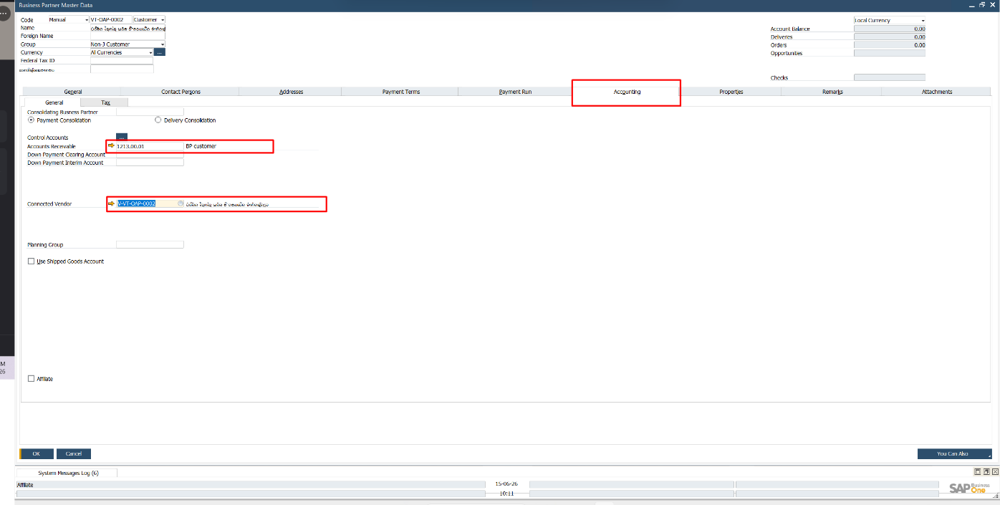 Business Partner Master Data
Code Manual VT-OAP-0002 Customer
Name
Foreign Name
Group Non-J Customer
Currency All Currencies ...
Federal Tax ID
Local Currency
Account Balance 0.00
Deliveries 0.00
Orders 0.00
Opportunities
Checks
General Contact Persons Addresses Payment Terms Payment Run Accounting Properties Remarks Attachments
General Tax
Consolidating Business Partner
Payment Consolidation Delivery Consolidation
Control Accounts ...
Accounts Receivable 1213.00.01 BP customer
Down Payment Clearing Account
Down Payment Interim Account
Connected Vendor V-VT-OAP-0002
Planning Group
Use Shipped Goods Account
M
26
Affiliate
OK Cancel You Can Also
System Messages Log (6)
Affiliate 15-06-26
10:11
SAP Business One